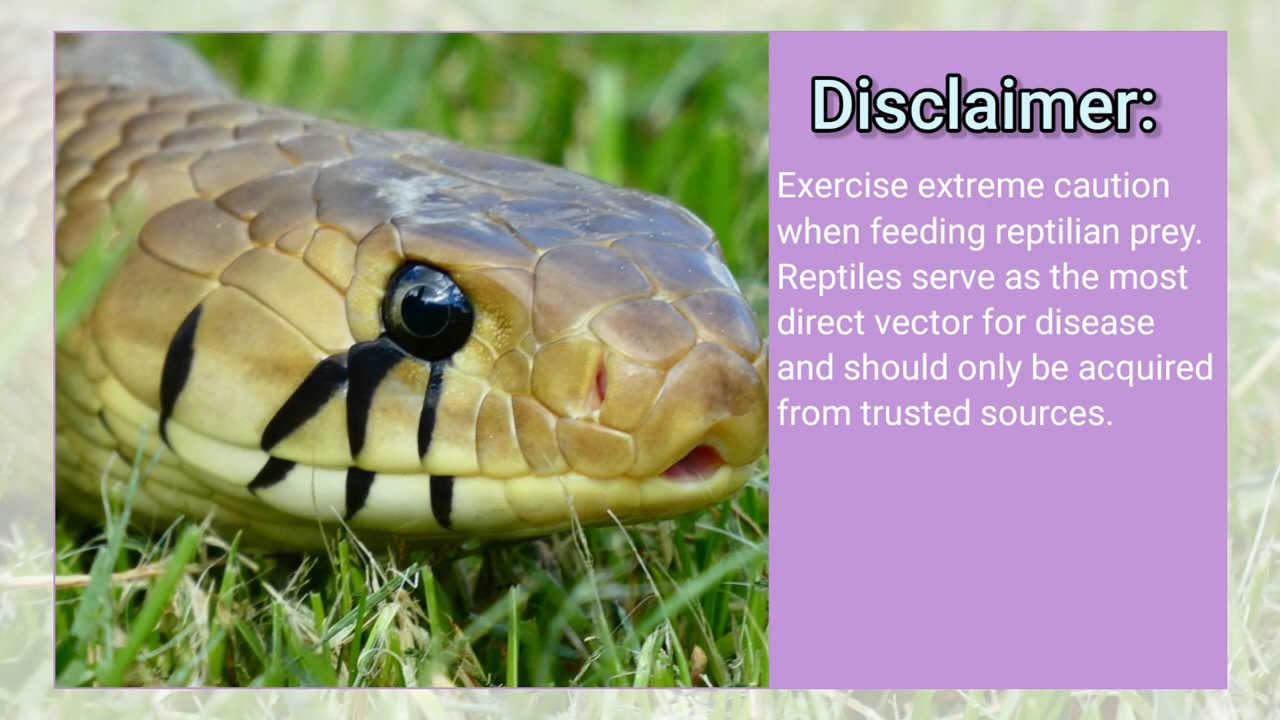 Disclaimer:
Exercise extreme caution
when feeding reptilian prey.
Reptiles serve as the most
direct vector for disease
and should only be acquired
from trusted sources.